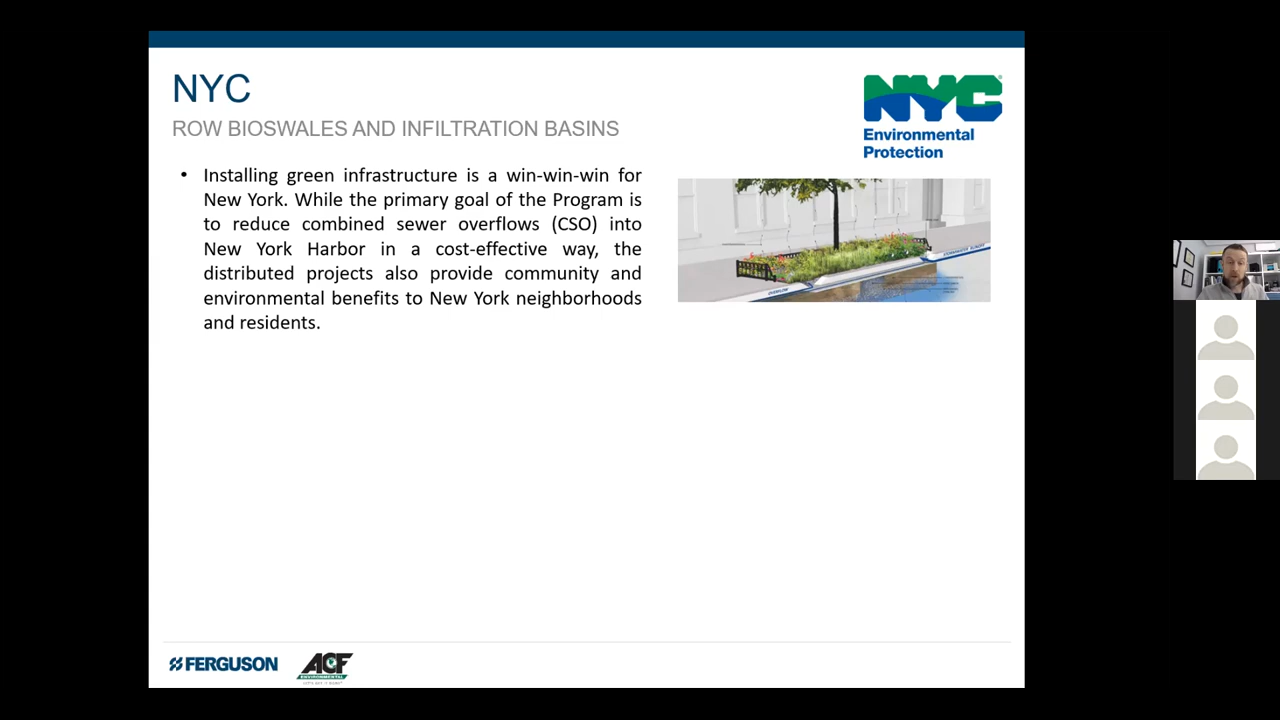 NYC
ROW BIOSWALES AND INFILTRATION BASINS
NYC
Environmental
Protection
• Installing green infrastructure is a win-win-win for
New York. While the primary goal of the Program is
to reduce combined sewer overflows (CSO) into
New York Harbor in a cost-effective way, the
distributed projects also provide community and
environmental benefits to New York neighborhoods
and residents.
OVERFLOW
STORMWATER RUNOFF
FERGUSON
ACF
ENVIRONMENTAL